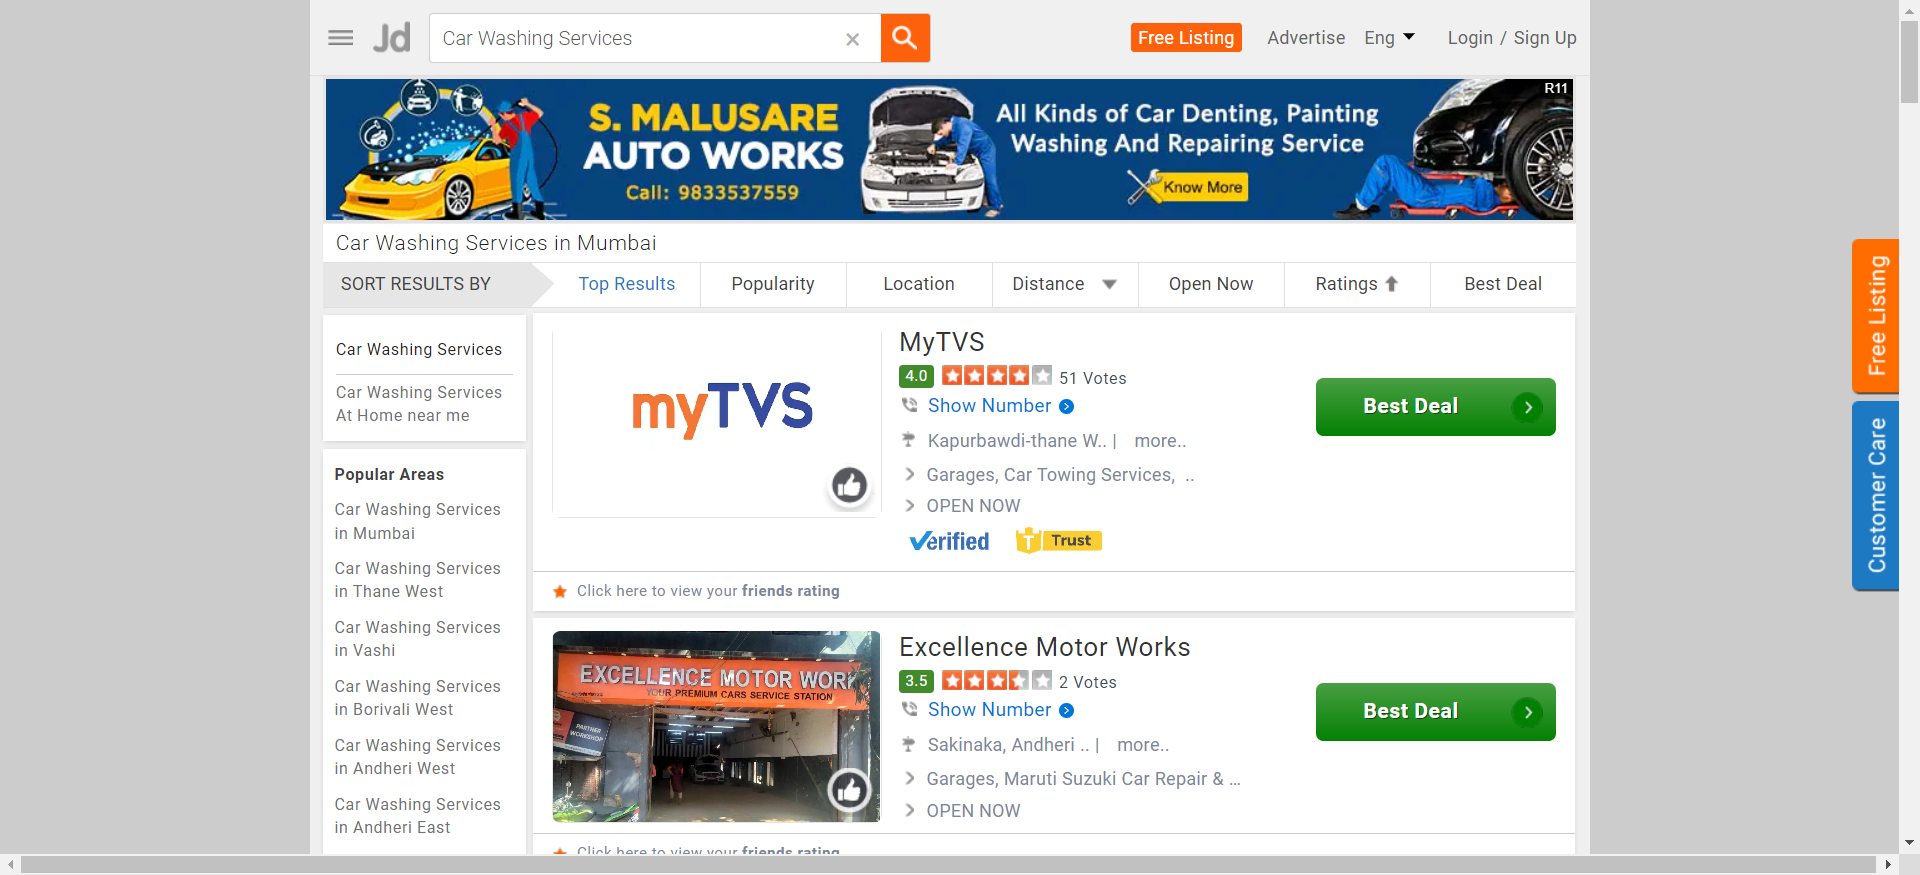 Jd
Car Washing Services
Free Listing
Advertise
Eng
Login / Sign Up
S. MALUSARE
AUTO WORKS
Call: 9833537559
All Kinds of Car Denting, Painting
Washing And Repairing Service
Know More
R11
Car Washing Services in Mumbai
SORT RESULTS BY
Top Results
Popularity
Location
Distance
Open Now
Ratings
Best Deal
Car Washing Services
Car Washing Services
At Home near me
Popular Areas
Car Washing Services
in Mumbai
Car Washing Services
in Thane West
Car Washing Services
in Vashi
Car Washing Services
in Borivali West
Car Washing Services
in Andheri West
Car Washing Services
in Andheri East
myTVS
MyTVS
4.0
51 Votes
Show Number
Kapurbawdi-thane W.. | more..
Garages, Car Towing Services, ..
OPEN NOW
Verified
T Trust
Best Deal
Click here to view your friends rating
EXCELLENCE MOTOR WORK
YOUR PREMIUM CARS SERVICE STATION
PARTNER
WORKSHOP
Excellence Motor Works
3.5
2 Votes
Show Number
Sakinaka, Andheri .. | more..
Garages, Maruti Suzuki Car Repair & ...
OPEN NOW
Best Deal
Click here to view your friends rating
Free Listing
Customer Care